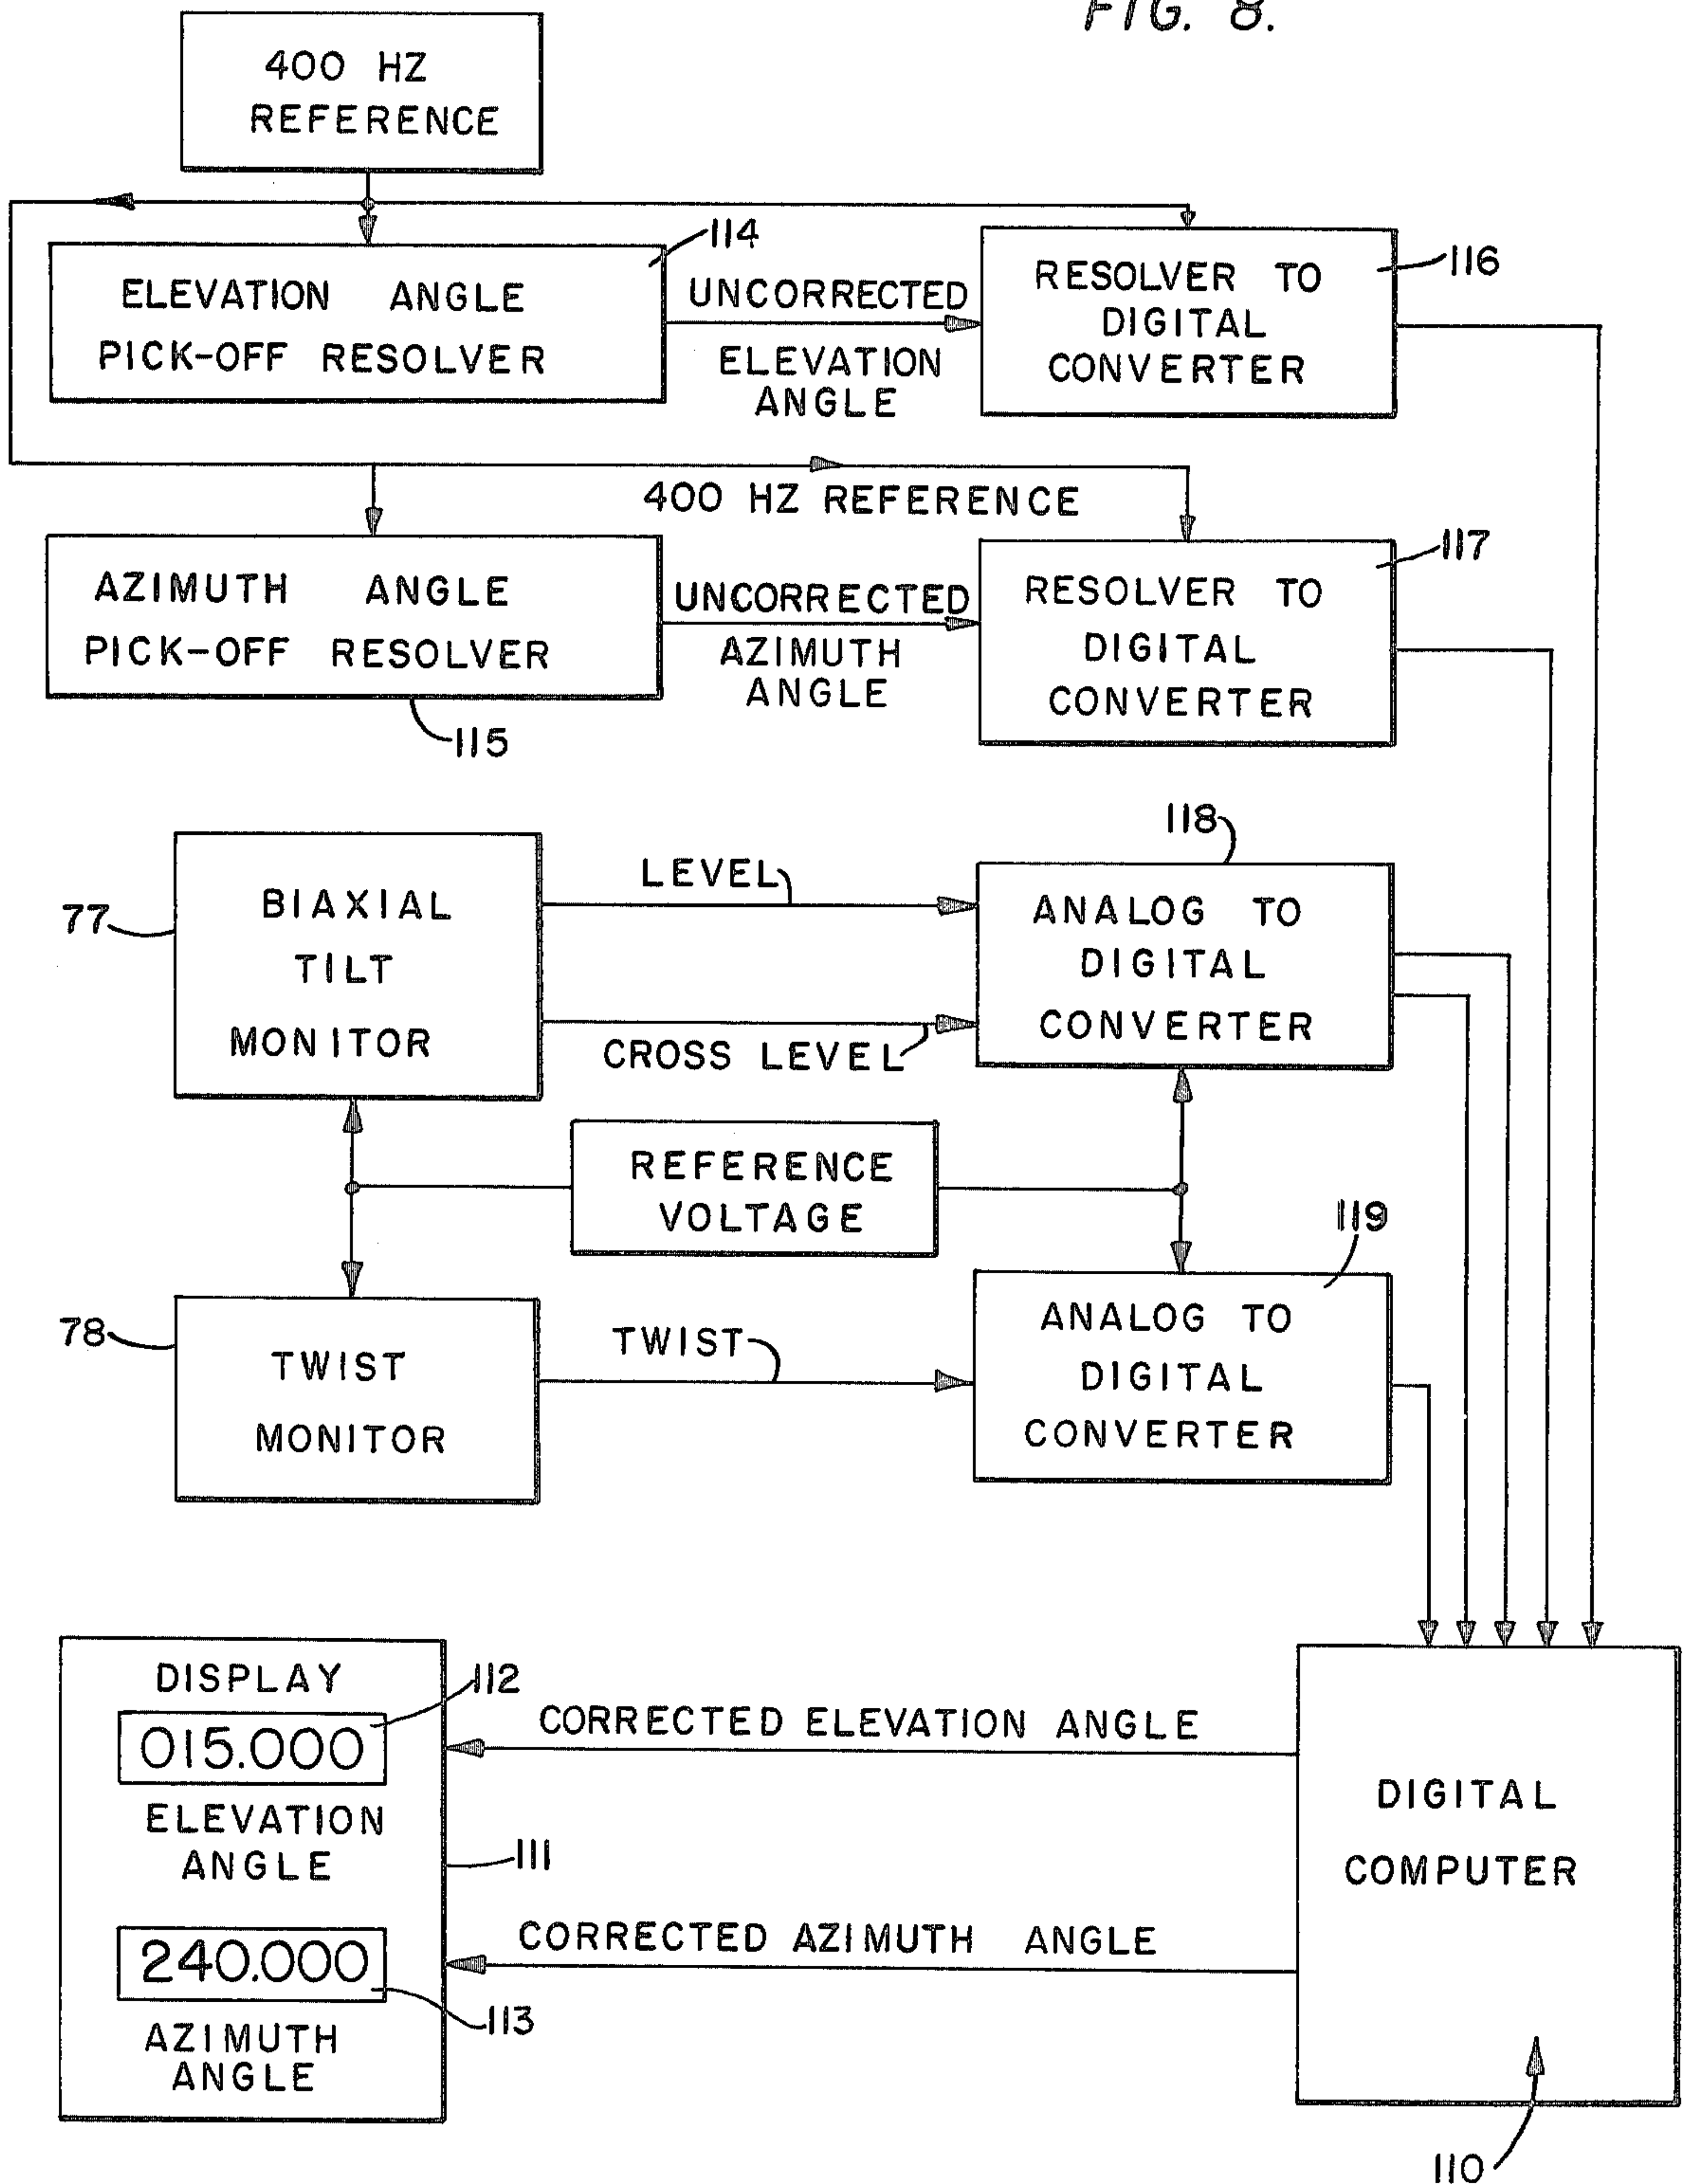 FIG. 8.
400 HZ
REFERENCE
114
ELEVATION ANGLE
PICK-OFF RESOLVER
UNCORRECTED
ELEVATION
ANGLE
RESOLVER TO
DIGITAL
CONVERTER
116
400 HZ REFERENCE
AZIMUTH ANGLE
PICK-OFF RESOLVER
115
UNCORRECTED
AZIMUTH
ANGLE
RESOLVER TO
DIGITAL
CONVERTER
117
77
BIAXIAL
TILT
MONITOR
LEVEL
CROSS LEVEL
118
ANALOG TO
DIGITAL
CONVERTER
REFERENCE
VOLTAGE
78
TWIST
MONITOR
TWIST
119
ANALOG TO
DIGITAL
CONVERTER
DISPLAY
112
015.000
ELEVATION
ANGLE
111
240.000
113
AZIMUTH
ANGLE
CORRECTED ELEVATION ANGLE
CORRECTED AZIMUTH ANGLE
DIGITAL
COMPUTER
110